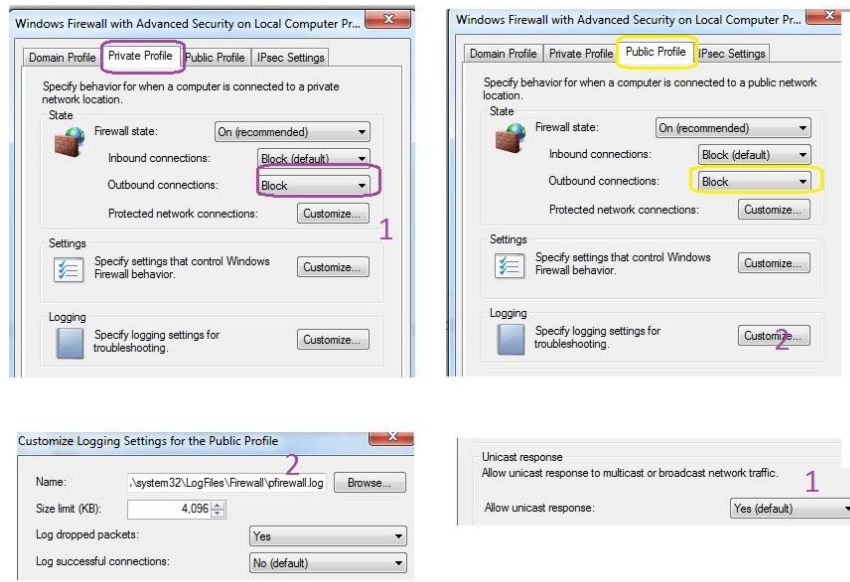 Windows Firewall with Advanced Security on Local Computer Pr...
Domain Profile Private Profile Public Profile IPsec Settings
Specify behavior for when a computer is connected to a private
network location.
State
Firewall state: On (recommended)
Inbound connections: Block (default)
Outbound connections: Block
Protected network connections: Customize...
1
Settings
Specify settings that control Windows
Firewall behavior.
Customize...
Logging
Specify logging settings for
troubleshooting.
Customize...
Windows Firewall with Advanced Security on Local Computer Pr...
Domain Profile Private Profile Public Profile IPsec Settings
Specify behavior for when a computer is connected to a public network
location.
State
Firewall state: On (recommended)
Inbound connections: Block (default)
Outbound connections: Block
Protected network connections: Customize...
Settings
Specify settings that control Windows
Firewall behavior.
Customize...
Logging
Specify logging settings for
troubleshooting.
Customize...
2
Customize Logging Settings for the Public Profile
2
Name: .\system32\LogFiles\Firewall\pfirewall.log Browse...
Size limit (KB): 4,096
Log dropped packets: Yes
Log successful connections: No (default)
Unicast response
Allow unicast response to multicast or broadcast network traffic.
1
Allow unicast response: Yes (default)